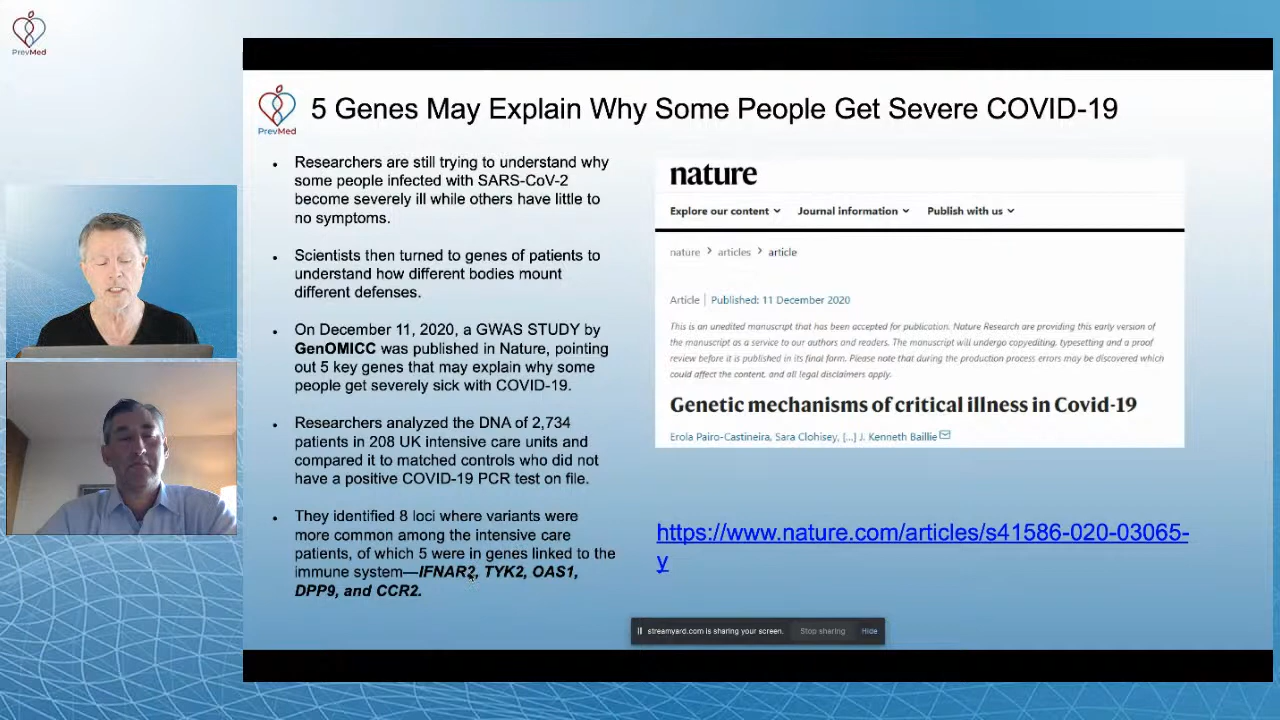 PrevMed
PrevMed
5 Genes May Explain Why Some People Get Severe COVID-19
• Researchers are still trying to understand why
some people infected with SARS-CoV-2
become severely ill while others have little to
no symptoms.
• Scientists then turned to genes of patients to
understand how different bodies mount
different defenses.
• On December 11, 2020, a GWAS STUDY by
GenOMICC was published in Nature, pointing
out 5 key genes that may explain why some
people get severely sick with COVID-19.
• Researchers analyzed the DNA of 2,734
patients in 208 UK intensive care units and
compared it to matched controls who did not
have a positive COVID-19 PCR test on file.
• They identified 8 loci where variants were
more common among the intensive care
patients, of which 5 were in genes linked to the
immune system—IFNAR2, TYK2, OAS1,
DPP9, and CCR2.
nature
Explore our content Journal information Publish with us
nature > articles > article
Article | Published: 11 December 2020
This is an unedited manuscript that has been accepted for publication. Nature Research are providing this early version of
the manuscript as a service to our authors and readers. The manuscript will undergo copyediting, typesetting and a proof
review before it is published in its final form. Please note that during the production process errors may be discovered which
could affect the content, and all legal disclaimers apply.
Genetic mechanisms of critical illness in Covid-19
Erola Pairo-Castineira, Sara Clohisey, [...] J. Kenneth Baillie
https://www.nature.com/articles/s41586-020-03065-
y
streamyard.com is sharing your screen. Stop sharing Hide